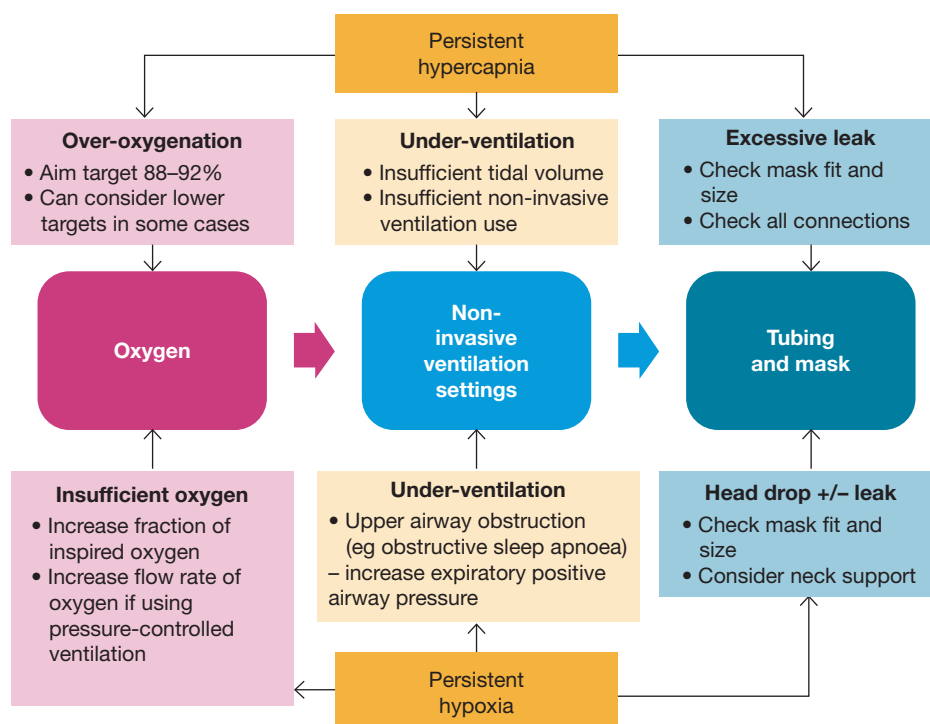 Persistent
hypercapnia
Over-oxygenation
• Aim target 88–92%
• Can consider lower
targets in some cases
Under-ventilation
• Insufficient tidal volume
• Insufficient non-invasive
ventilation use
Excessive leak
• Check mask fit and
size
• Check all connections
Oxygen
Non-
invasive
ventilation
settings
Tubing
and mask
Insufficient oxygen
• Increase fraction of
inspired oxygen
• Increase flow rate of
oxygen if using
pressure-controlled
ventilation
Under-ventilation
• Upper airway obstruction
(eg obstructive sleep apnoea)
– increase expiratory positive
airway pressure
Head drop +/– leak
• Check mask fit and
size
• Consider neck support
Persistent
hypoxia